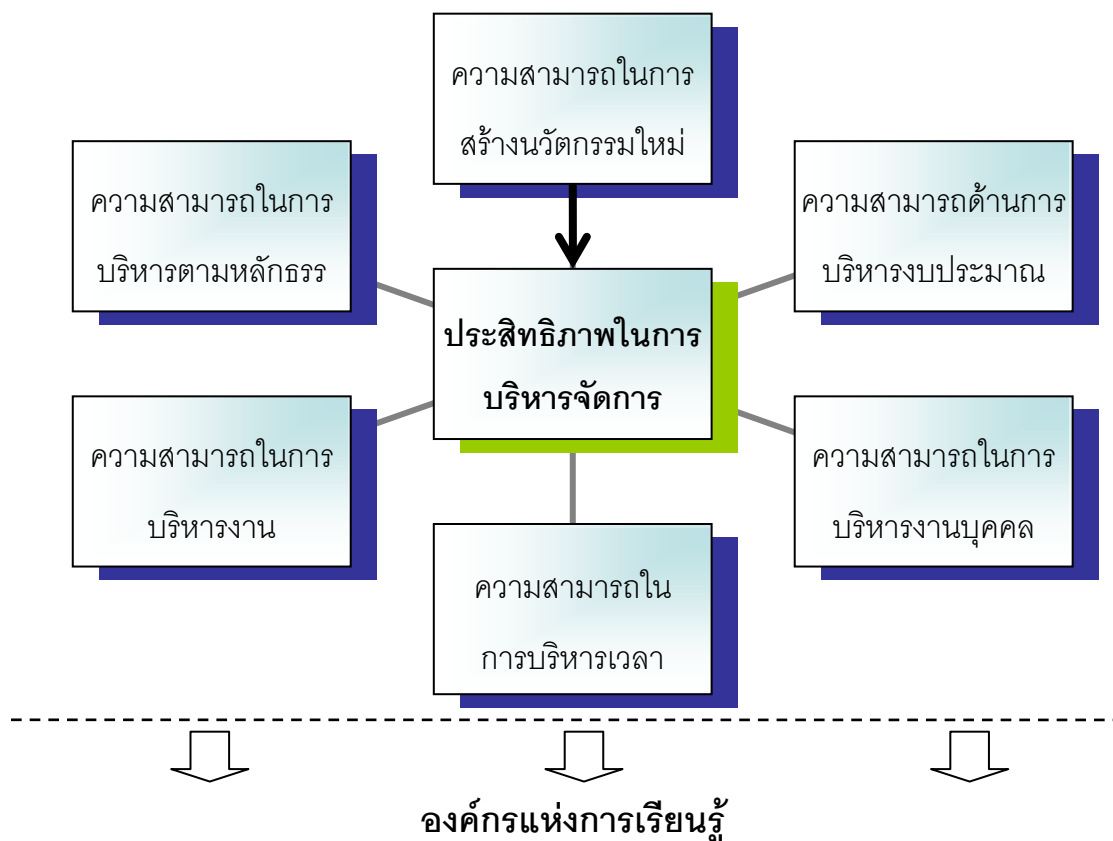 ความสามารถในการ
สร้างนวัตกรรมใหม่
ความสามารถในการ
บริหารตามหลักธรร
ความสามารถด้านการ
บริหารงบประมาณ
ประสิทธิภาพในการ
บริหารจัดการ
ความสามารถในการ
บริหารงาน
ความสามารถในการ
บริหารงานบุคคล
ความสามารถใน
การบริหารเวลา
องค์กรแห่งการเรียนรู้